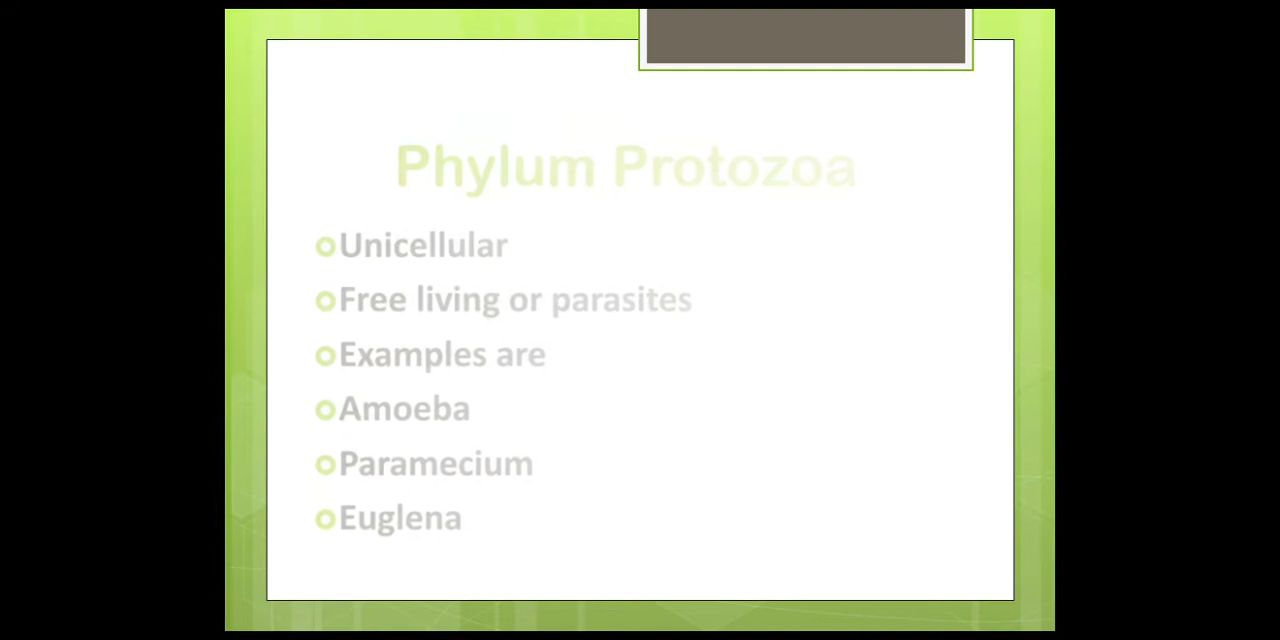 Phylum Protozoa
Unicellular
Free living or parasites
Examples are
Amoeba
Paramecium
Euglena